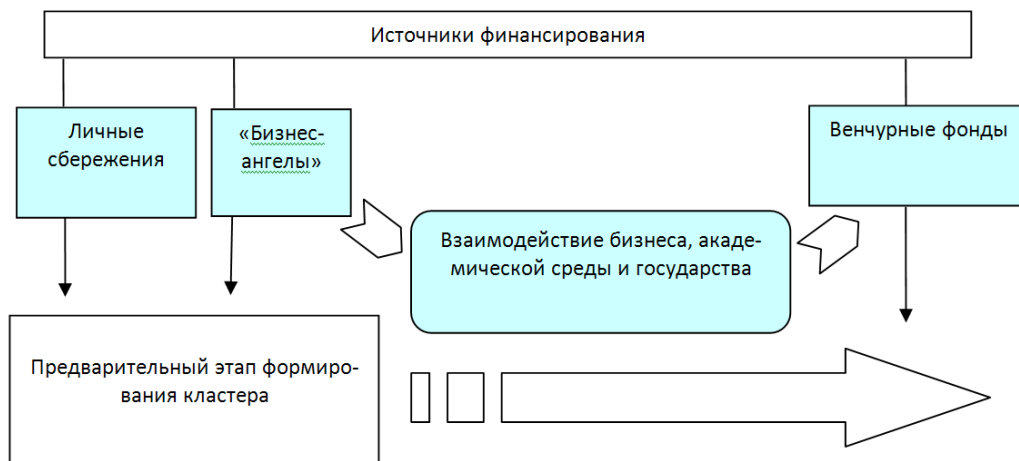 Источники финансирования
Личные
сбережения
«Бизнес-
ангелы»
Венчурные фонды
Взаимодействие бизнеса, акаде-
мической среды и государства
Предварительный этап формиро-
вания кластера